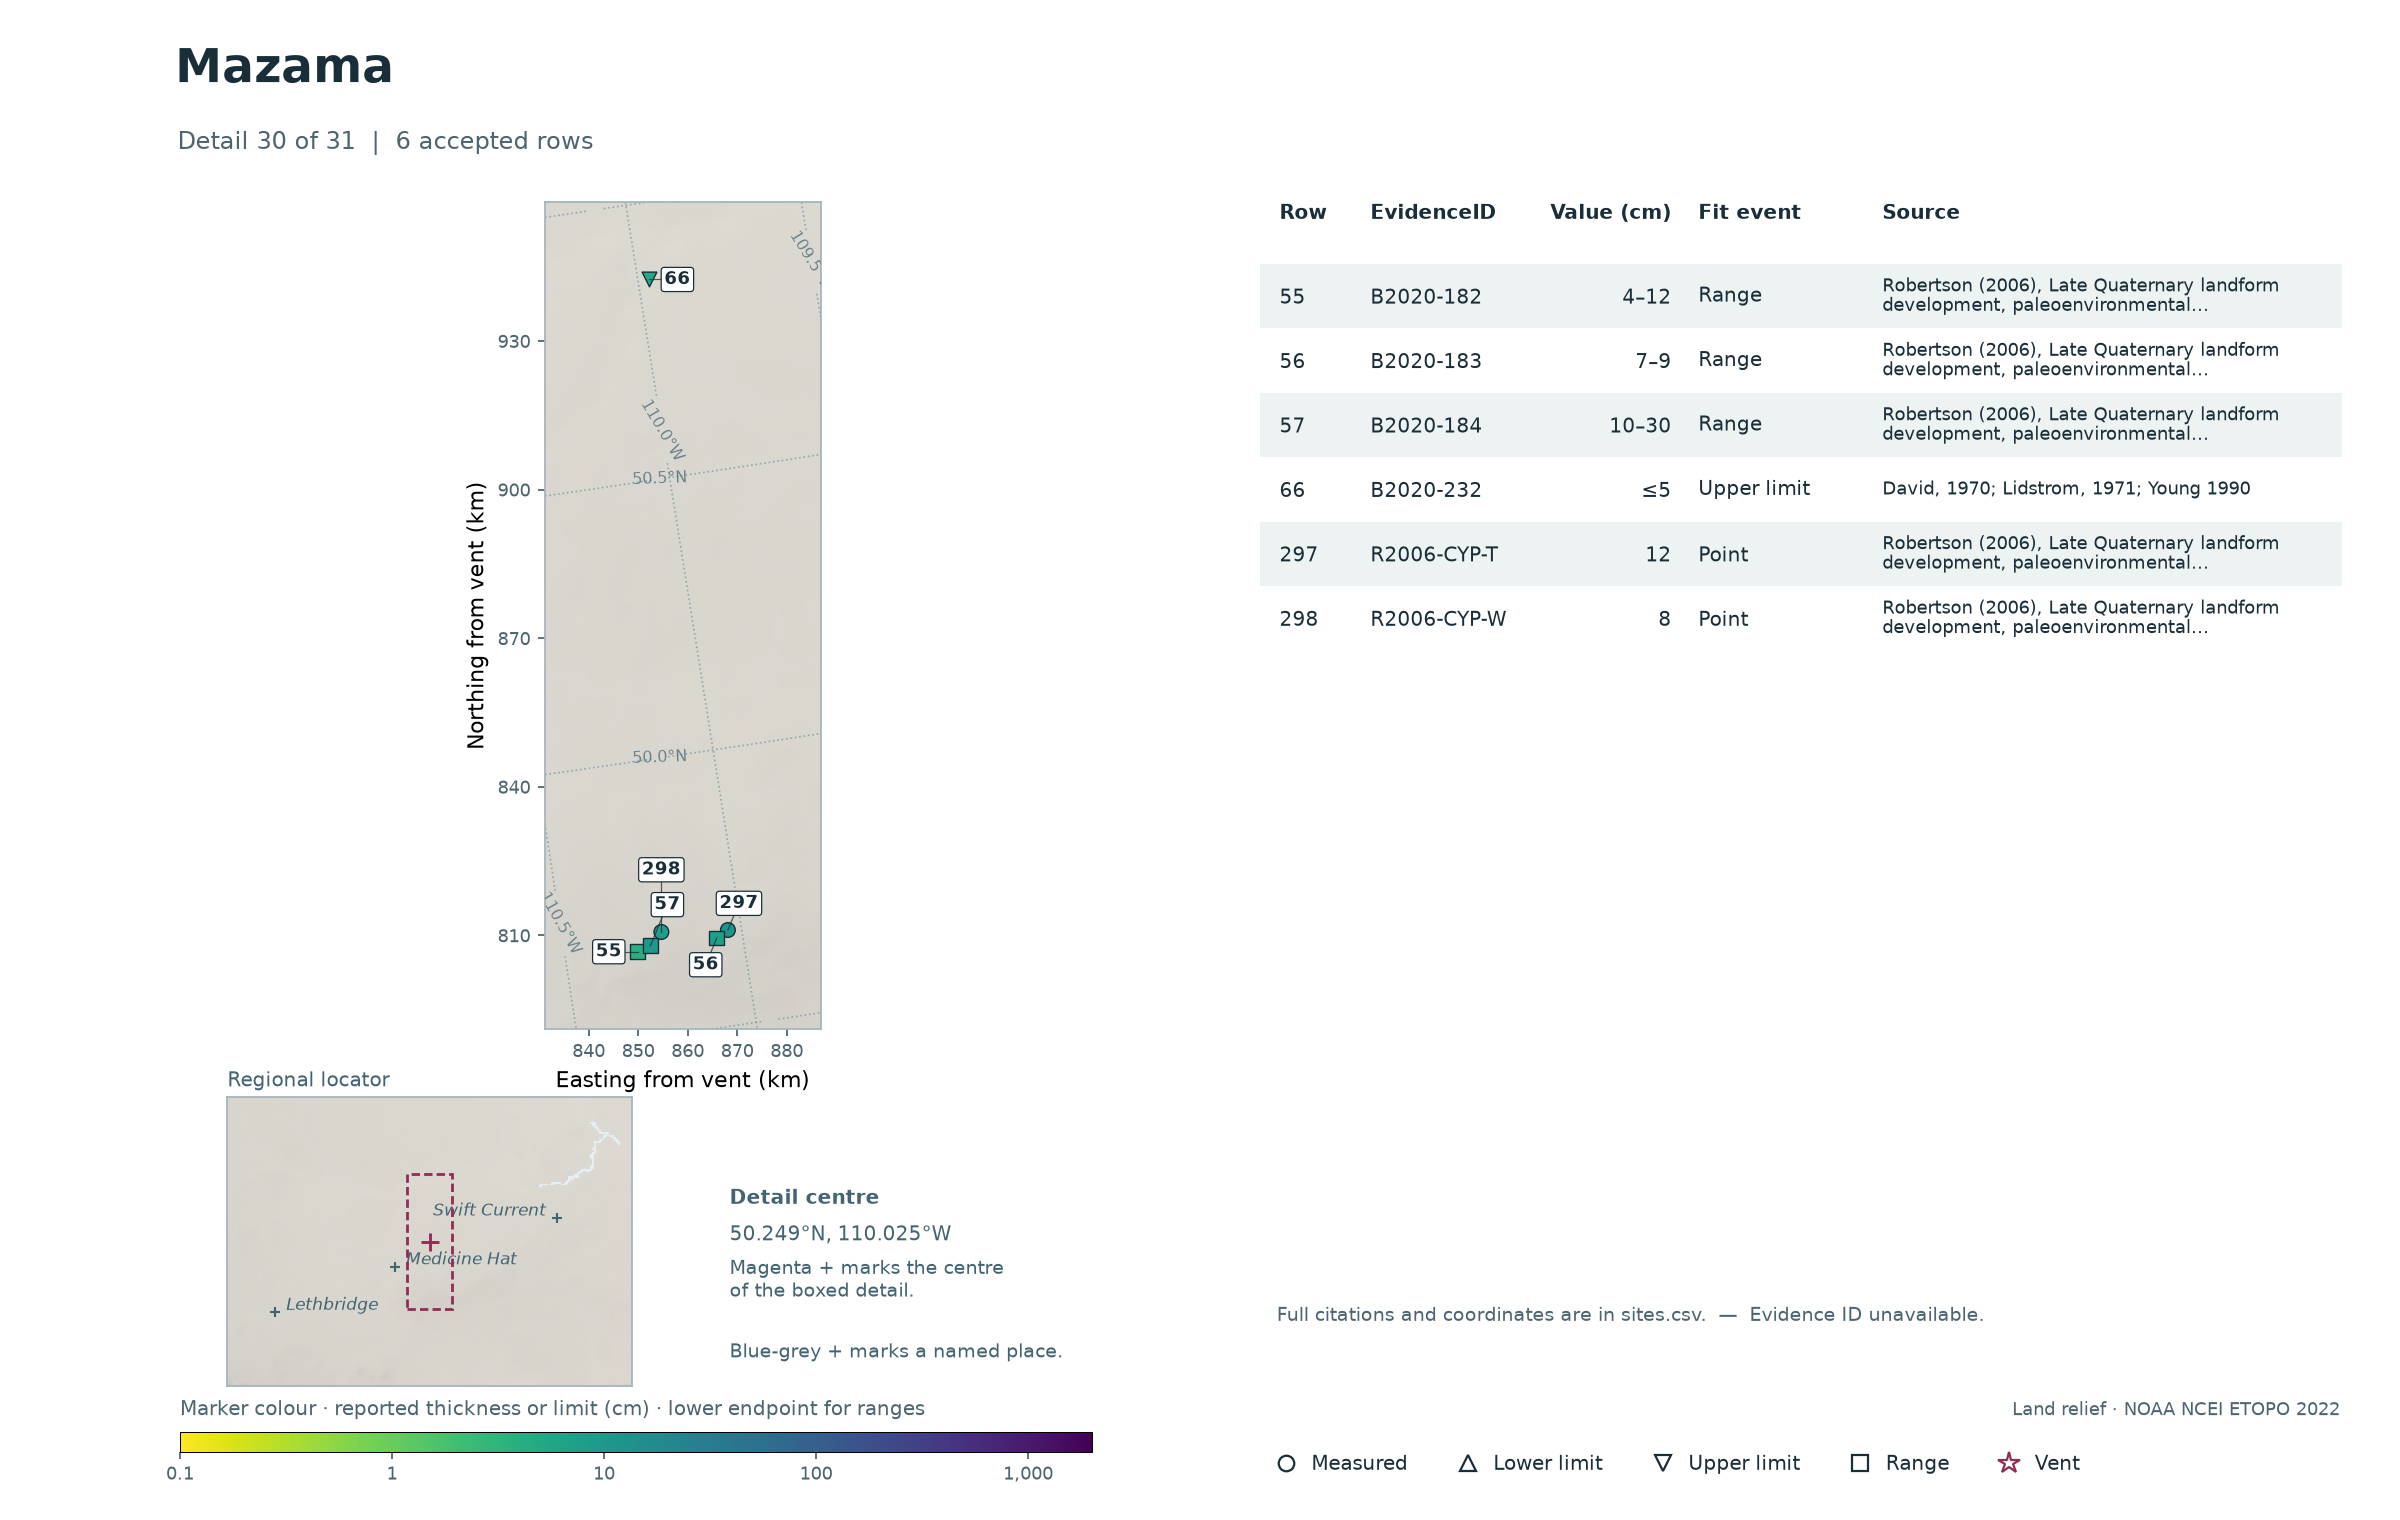 Mazama
Detail 30 of 31 | 6 accepted rows
109.5
66
930
110.0°W
50.5°N
900
Northing from vent (km)
870
50.0°N
840
298
57
297
110.5°W
810
55
56
840 850 860 870 880
Easting from vent (km)
Row EvidenceID Value (cm) Fit event Source
55 B2020-182 4–12 Range Robertson (2006), Late Quaternary landform
development, paleoenvironmental...
56 B2020-183 7–9 Range Robertson (2006), Late Quaternary landform
development, paleoenvironmental...
57 B2020-184 10–30 Range Robertson (2006), Late Quaternary landform
development, paleoenvironmental...
66 B2020-232 ≤5 Upper limit David, 1970; Lidstrom, 1971; Young 1990
297 R2006-CYP-T 12 Point Robertson (2006), Late Quaternary landform
development, paleoenvironmental...
298 R2006-CYP-W 8 Point Robertson (2006), Late Quaternary landform
development, paleoenvironmental...
Regional locator
Swift Current
Medicine Hat
Lethbridge
Detail centre
50.249°N, 110.025°W
Magenta + marks the centre
of the boxed detail.
Blue-grey + marks a named place.
Full citations and coordinates are in sites.csv. — Evidence ID unavailable.
Marker colour · reported thickness or limit (cm) · lower endpoint for ranges
0.1 1 10 100 1,000
Land relief · NOAA NCEI ETOPO 2022
Measured Lower limit Upper limit Range Vent